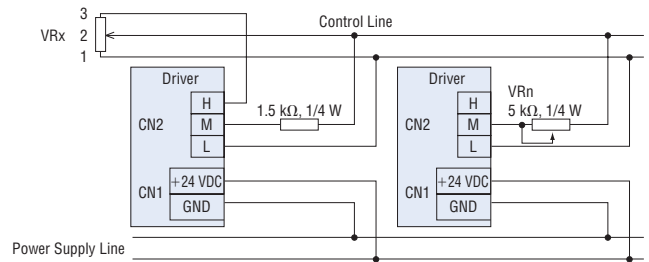 3
Control Line
VRx 2
1
Driver
H
CN2 M
L
1.5 kΩ, 1/4 W
CN1 +24 VDC
GND
Driver
H
CN2 M
L
VRn
5 kΩ, 1/4 W
CN1 +24 VDC
GND
Power Supply Line